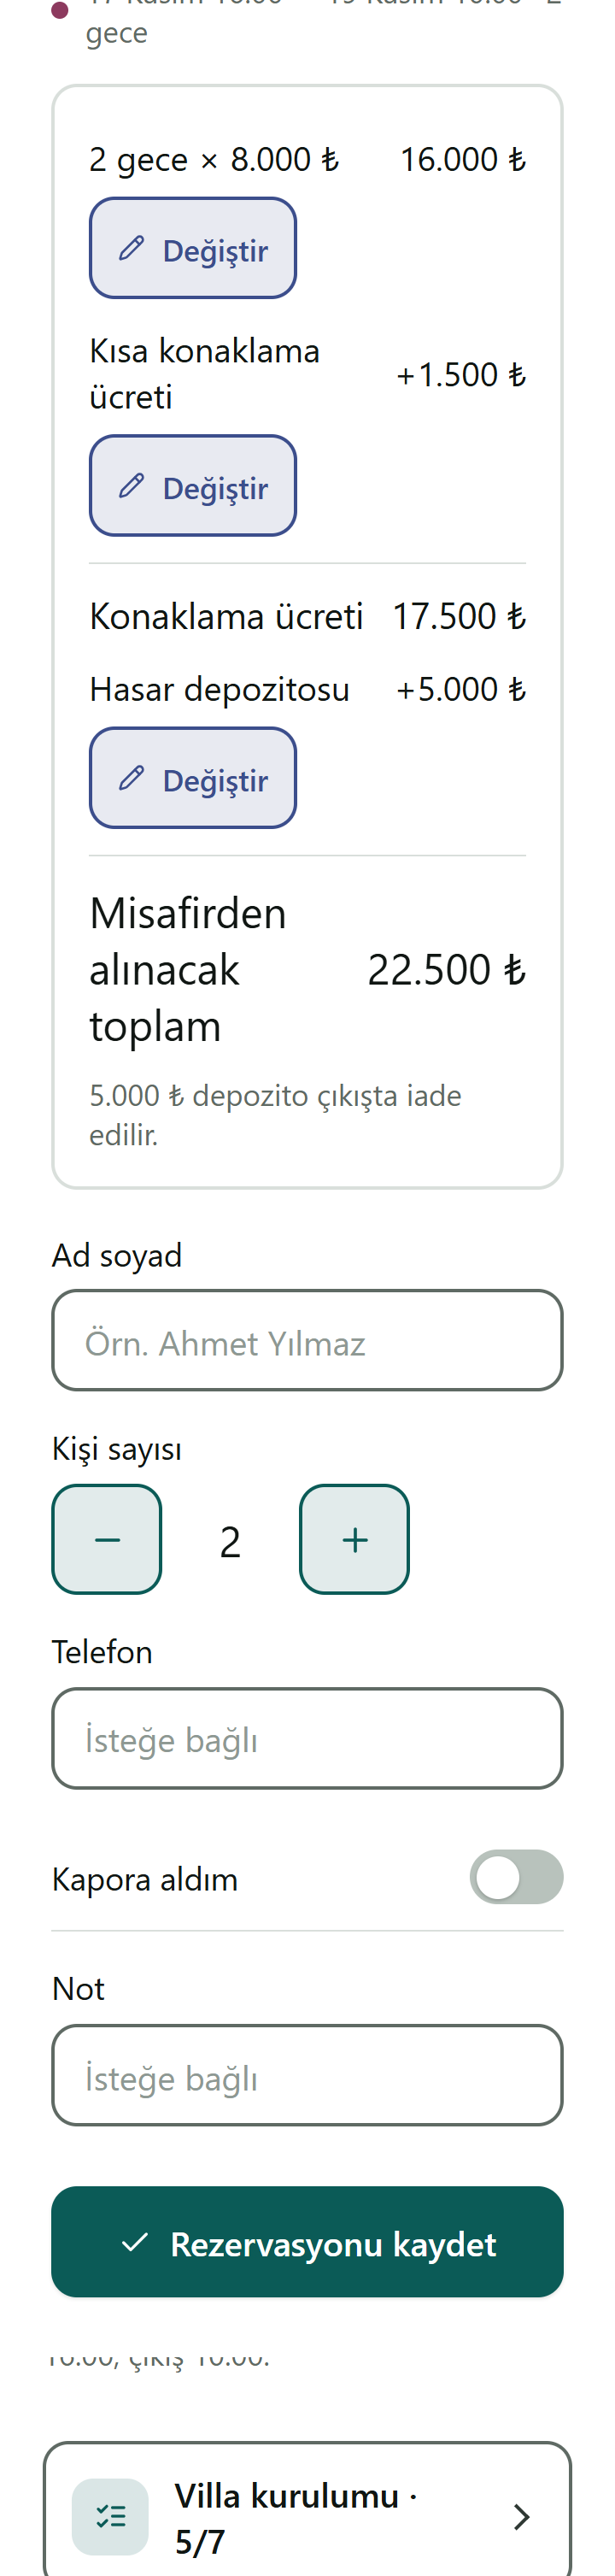 gece
2 gece × 8.000 ₺ 16.000 ₺
Değiştir
Kısa konaklama
ücreti
+1.500 ₺
Değiştir
Konaklama ücreti 17.500 ₺
Hasar depozitosu +5.000 ₺
Değiştir
Misafirden
alınacak
toplam
22.500 ₺
5.000 ₺ depozito çıkışta iade
edilir.
Ad soyad
Örn. Ahmet Yılmaz
Kişi sayısı
− 2 +
Telefon
İsteğe bağlı
Kapora aldım
Not
İsteğe bağlı
Rezervasyonu kaydet
çıkış
Villa kurulumu ·
5/7